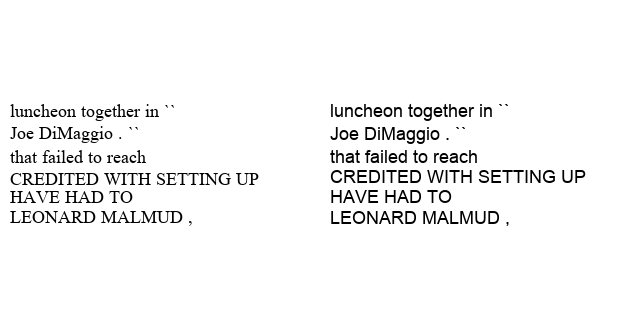 luncheon together in ``
Joe DiMaggio . ``
that failed to reach
CREDITED WITH SETTING UP
HAVE HAD TO
LEONARD MALMUD ,
luncheon together in ``
Joe DiMaggio . ``
that failed to reach
CREDITED WITH SETTING UP
HAVE HAD TO
LEONARD MALMUD ,